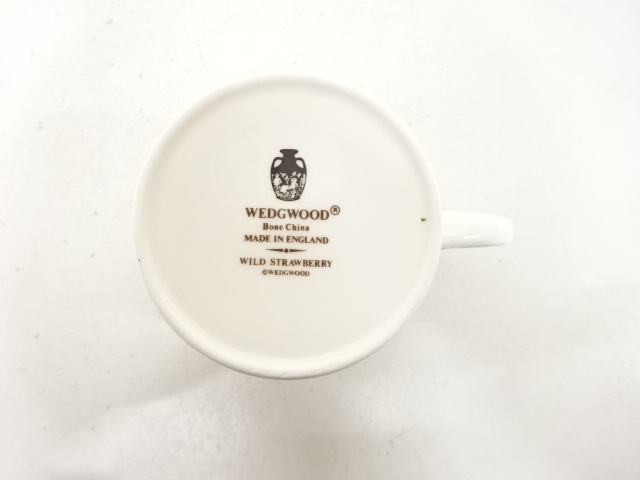 WEDGWOOD®
Bone China
MADE IN ENGLAND
WILD STRAWBERRY
©WEDGWOOD